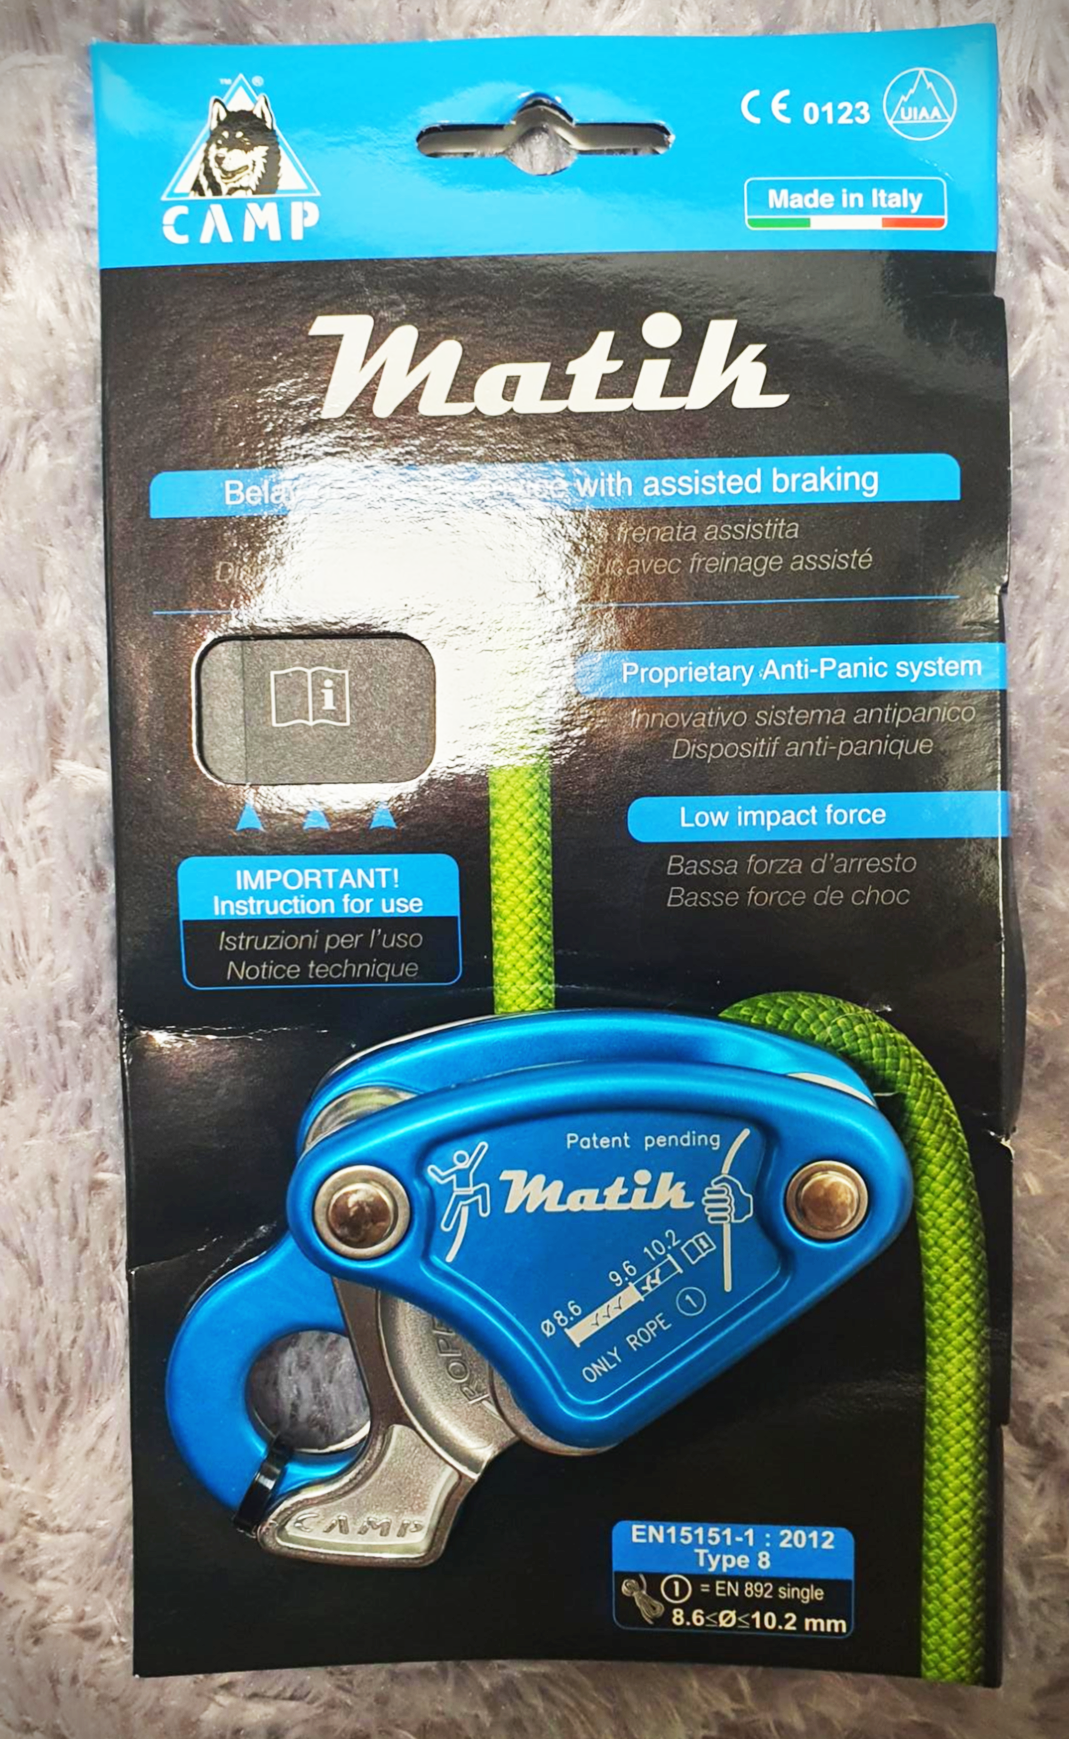 TM ®
CAMP
CE 0123
UIAA
Made in Italy
Matik
with assisted braking
frenata assistita
avec freinage assisté
i
Proprietary Anti-Panic system
Innovativo sistema antipanico
Dispositif anti-panique
Low impact force
Bassa forza d'arresto
Basse force de choc
IMPORTANT!
Instruction for use
Istruzioni per l'uso
Notice technique
Patent pending
Matik
Ø8.6 9.6 10.2
ONLY ROPE 1
CAMP
EN15151-1 : 2012
Type 8
1 = EN 892 single
8.6≤Ø≤10.2 mm